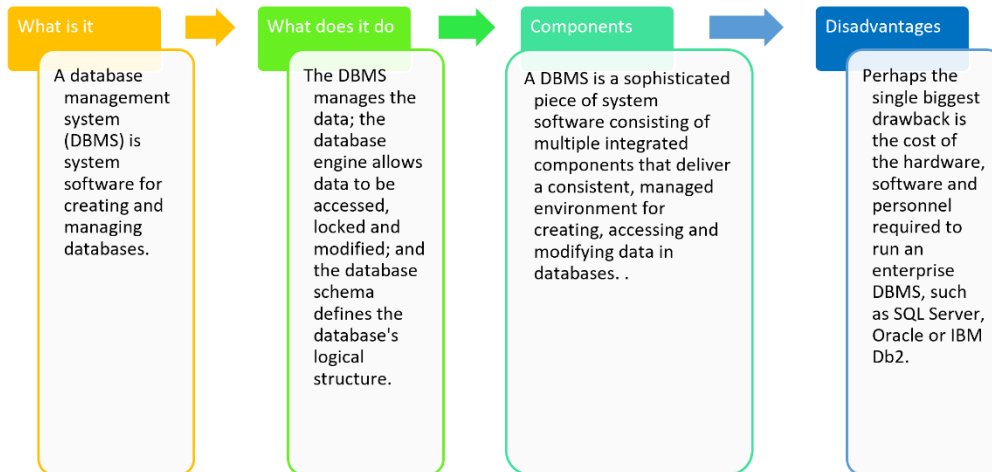 What is it
A database
management
system
(DBMS) is
system
software for
creating and
managing
databases.
What does it do
The DBMS
manages the
data; the
database
engine allows
data to be
accessed,
locked and
modified; and
the database
schema
defines the
database's
logical
structure.
Components
A DBMS is a sophisticated
piece of system
software consisting of
multiple integrated
components that deliver
a consistent, managed
environment for
creating, accessing and
modifying data in
databases. .
Disadvantages
Perhaps the
single biggest
drawback is
the cost of
the hardware,
software and
personnel
required to
run an
enterprise
DBMS, such
as SQL Server,
Oracle or IBM
Db2.